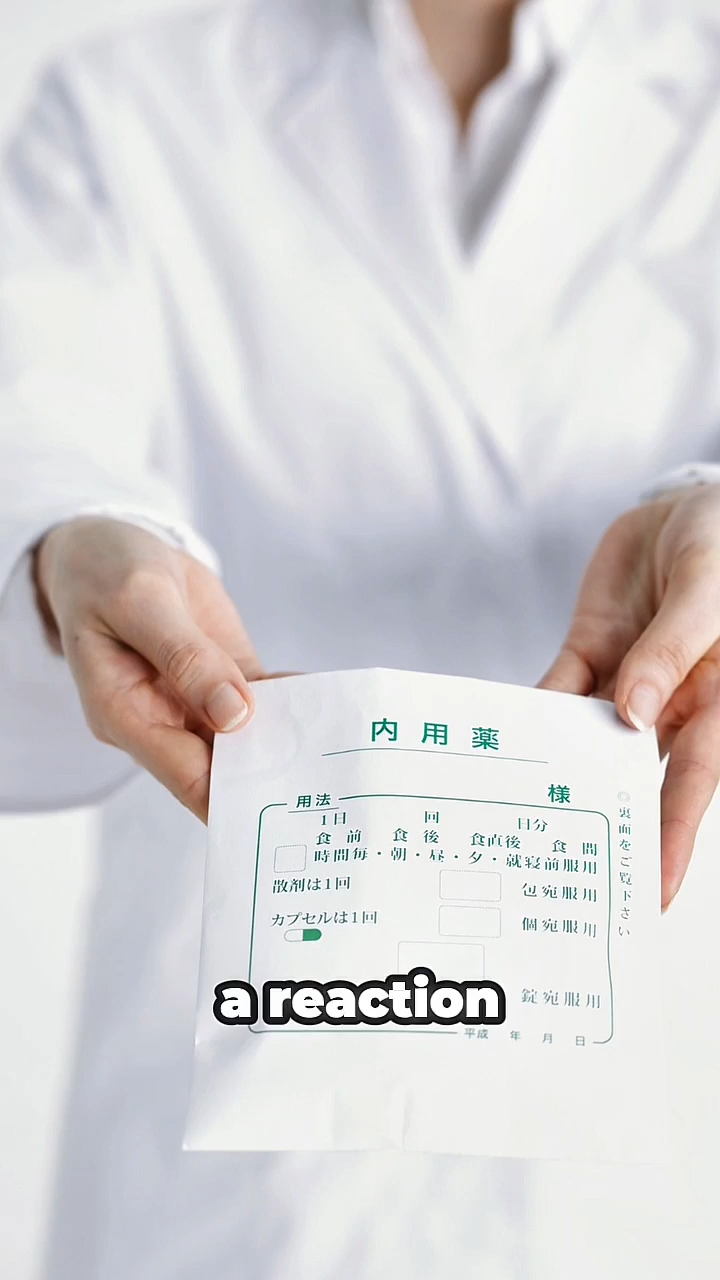 内用薬
様
用法
1日 回 日分
食前 食後 食直後 食間
時間毎・朝・昼・夕・就寝前服用
散剤は1回 包宛服用
カプセルは1回 個宛服用
錠宛服用
平成 年 月 日
◎裏面をご覧下さい
a reaction